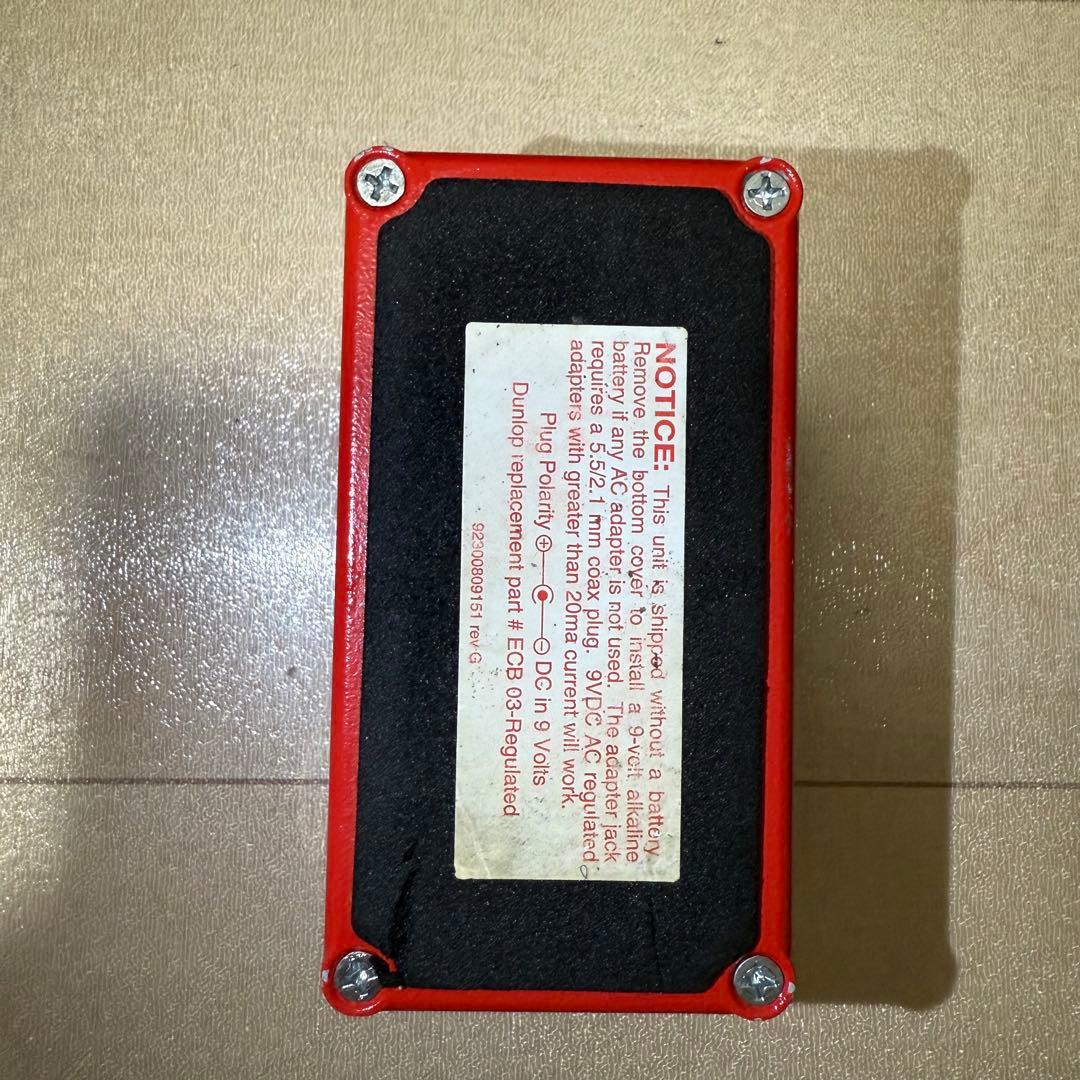 NOTICE: This unit is shipped without a battery.
Remove the bottom cover to install a 9-volt alkaline
battery if any AC adapter is not used. The adapter jack
requires a 5.5/2.1 mm coax plug. 9VDC AC regulated
adapters with greater than 20ma current will work.
Plug Polarity ⊕—⊙—⊖ DC in 9 Volts
Dunlop replacement part # ECB 03-Regulated
92300809151 rev G